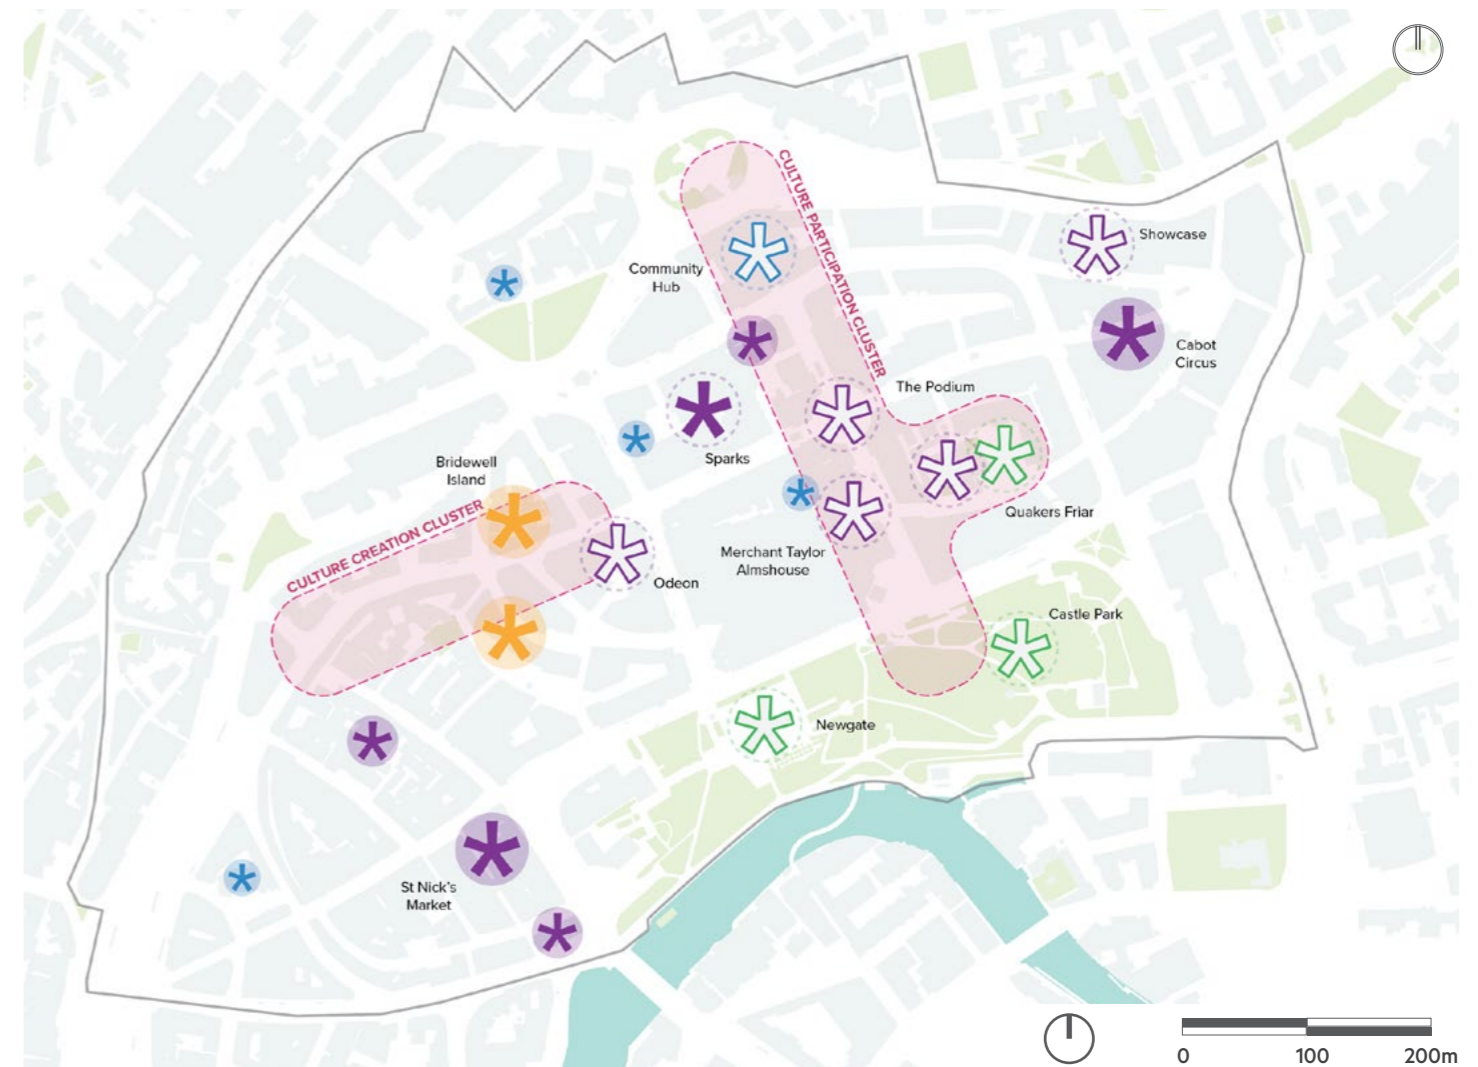 CULTURE PARTICIPATION CLUSTER
Showcase
Community
Hub
Cabot
Circus
The Podium
Sparks
Bridewell
Island
CULTURE CREATION CLUSTER
Quakers Friar
Merchant Taylor
Almshouse
Odeon
Castle Park
Newgate
St Nick's
Market
0 100 200m